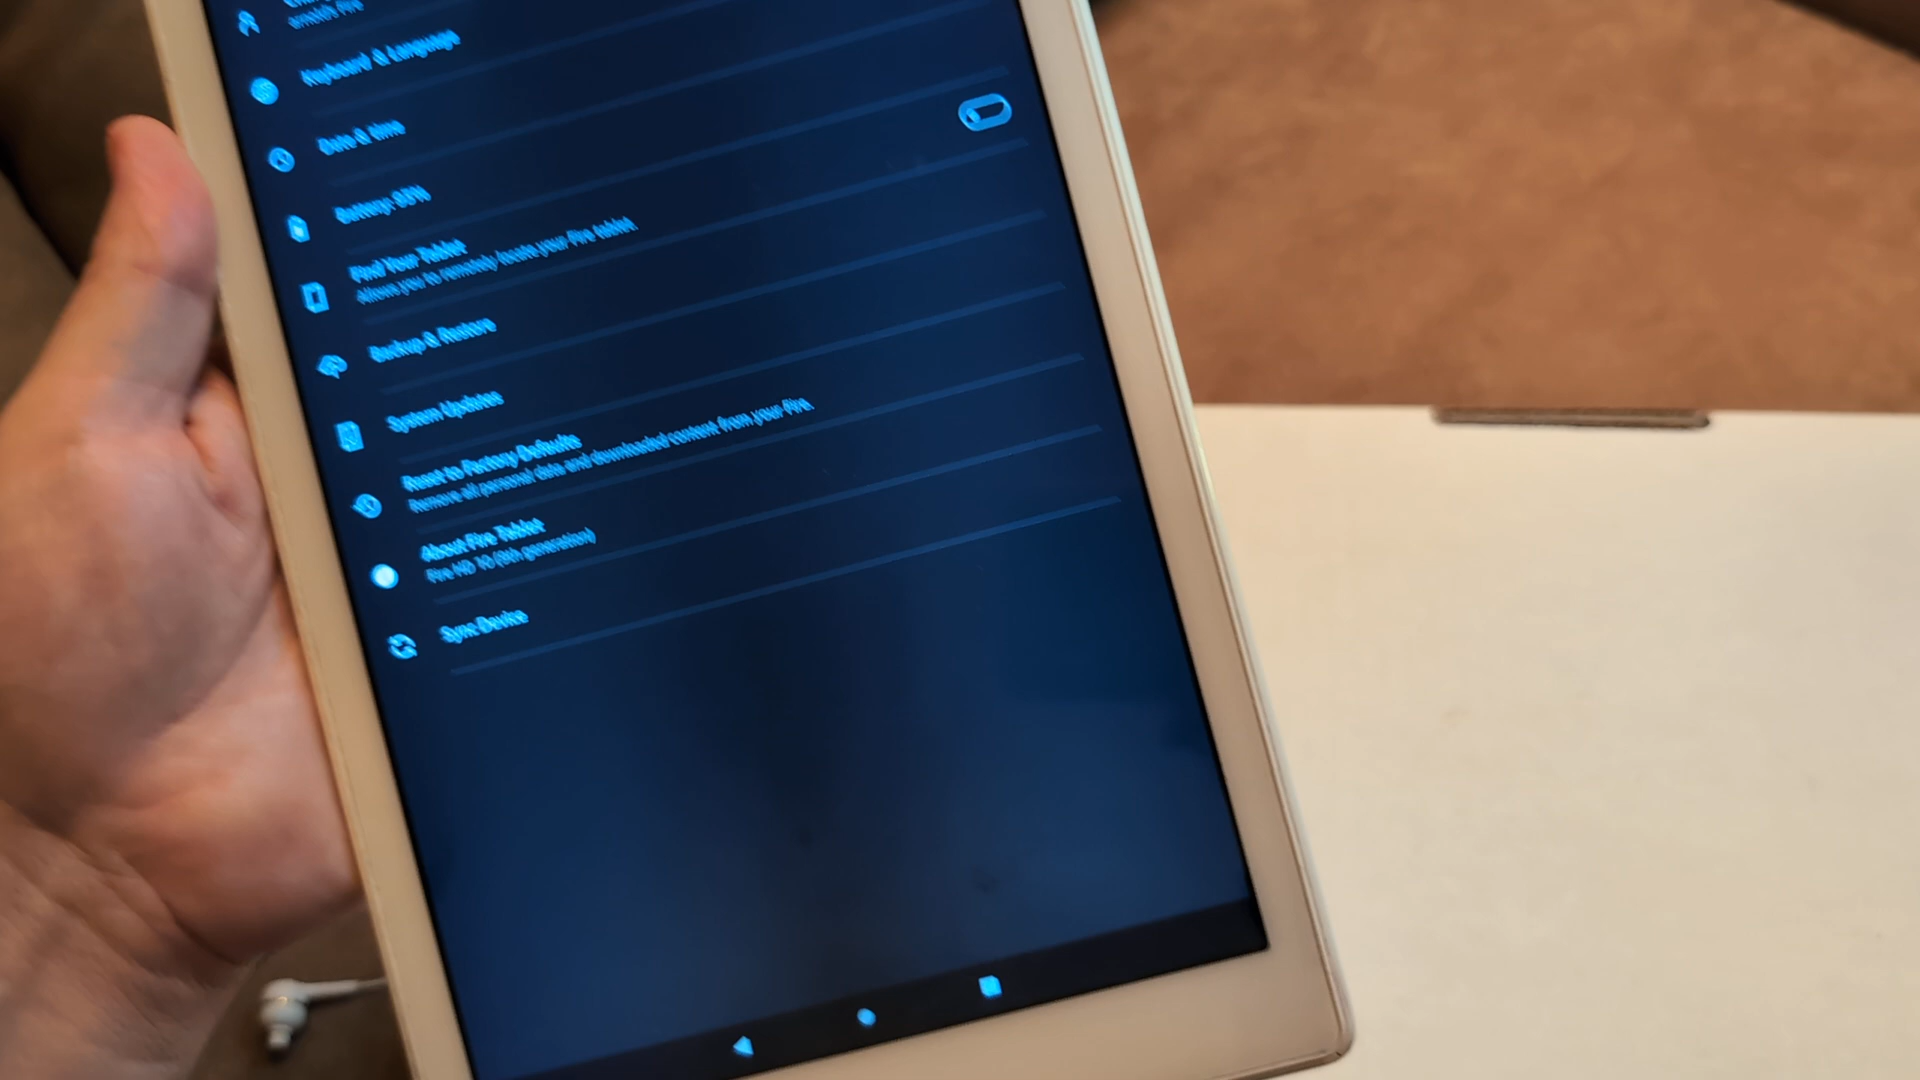 arnold's Fire
Keyboard & Language
Date & time
Battery:
Find Your Tablet
Allows you to remotely locate your Fire tablet.
Backup & Restore
System Updates
Reset to Factory Defaults
Remove all personal data and downloaded content from your Fire.
About Fire Tablet
Fire HD 10 generation)
Sync Device